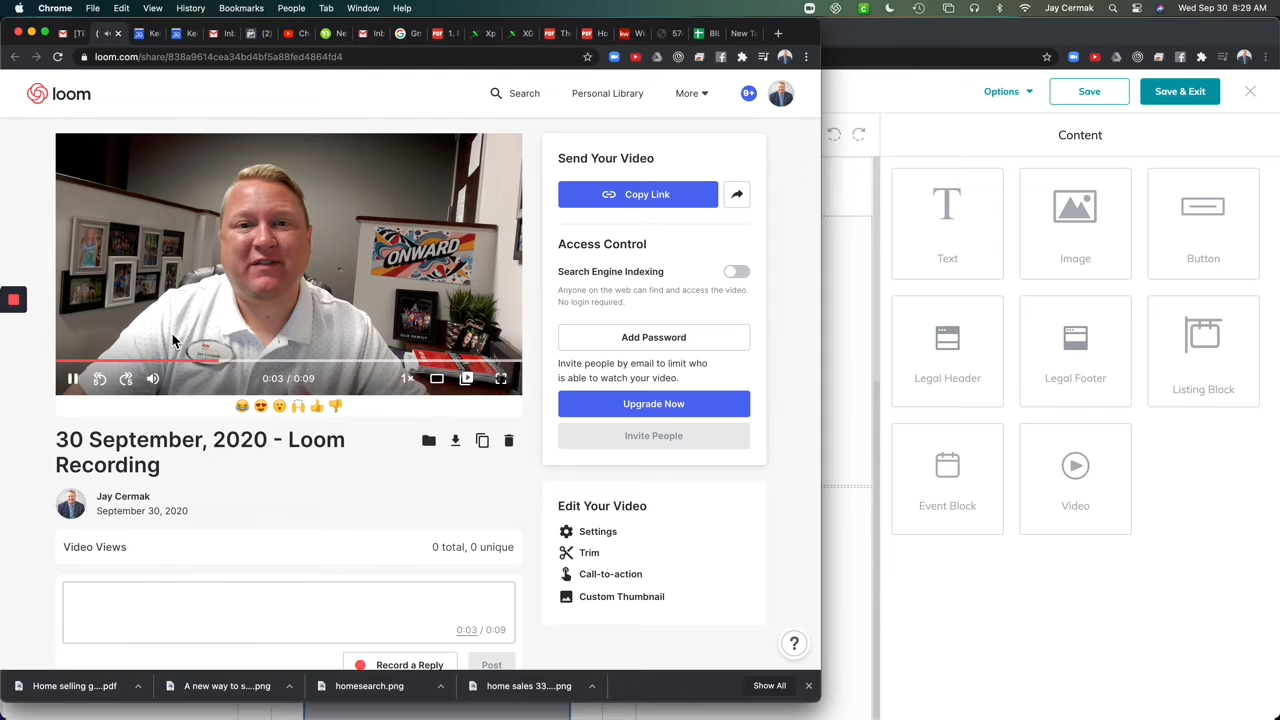 Chrome File Edit View History Bookmarks People Tab Window Help
Wed Sep 30 8:29 AM
loom.com/share/838a9614cea34bd4bf5a88fed4864fd4
loom
Search
Personal Library
More
9+
Options
Save
Save & Exit
Content
ONWARD
OUR FAMILY
Jay Cermak
0:03 / 0:09
1×
Send Your Video
Copy Link
Access Control
Search Engine Indexing
Anyone on the web can find and access the video.
No login required.
Add Password
Invite people by email to limit who
is able to watch your video.
Upgrade Now
Invite People
30 September, 2020 - Loom
Recording
Jay Cermak
September 30, 2020
Video Views
0 total, 0 unique
0:03 / 0:09
Record a Reply
Post
Edit Your Video
Settings
Trim
Call-to-action
Custom Thumbnail
?
Text
Image
Button
Legal Header
Legal Footer
Listing Block
Event Block
Video
Home selling g....pdf
A new way to s....png
homesearch.png
home sales 33....png
Show All